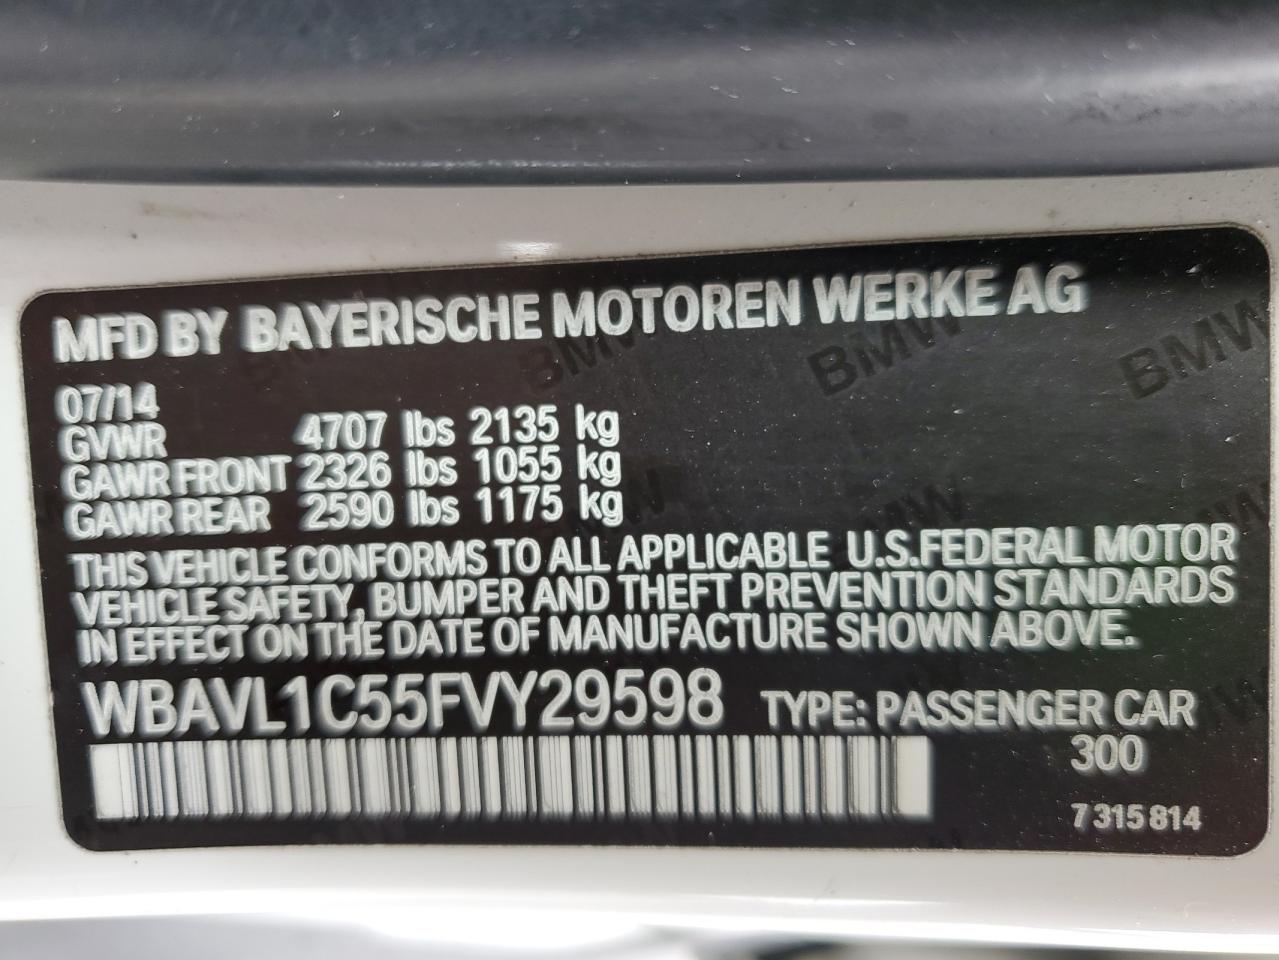 MFD BY BAYERISCHE MOTOREN WERKE AG
07/14
GVWR 4707 lbs 2135 kg
GAWR FRONT 2326 lbs 1055 kg
GAWR REAR 2590 lbs 1175 kg
THIS VEHICLE CONFORMS TO ALL APPLICABLE U.S.FEDERAL MOTOR
VEHICLE SAFETY, BUMPER AND THEFT PREVENTION STANDARDS
IN EFFECT ON THE DATE OF MANUFACTURE SHOWN ABOVE.
WBAVL1C55FVY29598 TYPE: PASSENGER CAR
300
7 315 814
BMW BMW BMW